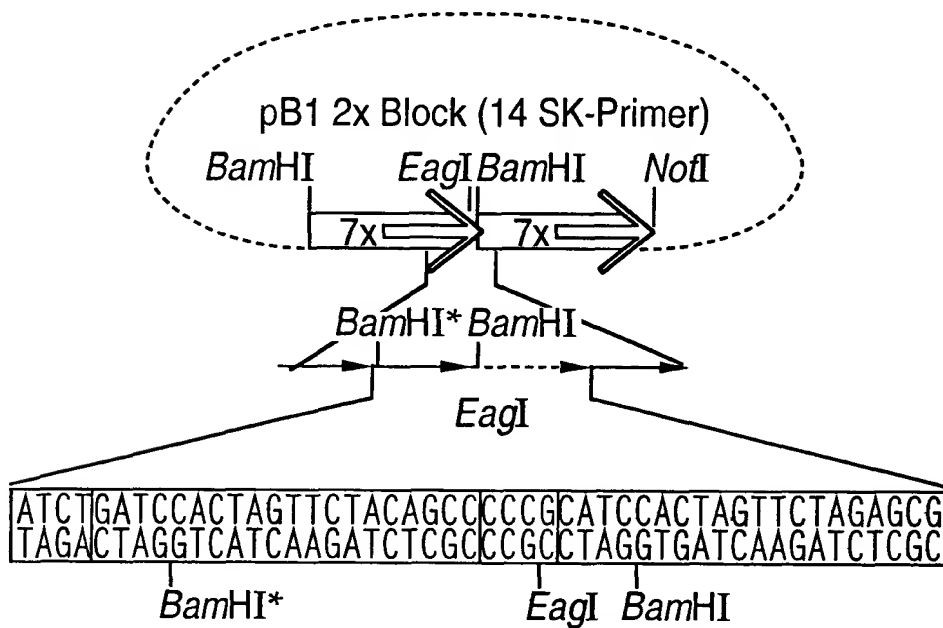 pB1 2x Block (14 SK-Primer)
BamHI EagI BamHI NotI
7x 7x
BamHI* BamHI
EagI
ATCTGATCCACTAGTTCTACAGCCCCCGCATCCACTAGTTCTAGAGCG
TAGACTAGGTCATCAAGATCTCGCCCGCCTAGGTGATCAAGATCTCGC
BamHI* EagI BamHI